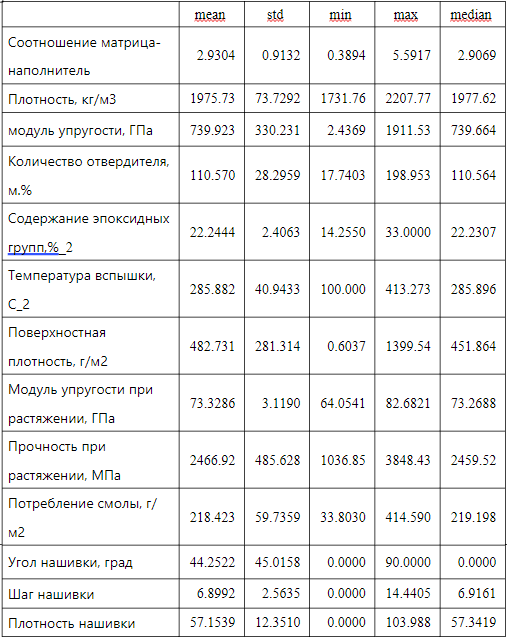 mean std min max median
Соотношение матрица-
наполнитель 2.9304 0.9132 0.3894 5.5917 2.9069
Плотность, кг/м3 1975.73 73.7292 1731.76 2207.77 1977.62
модуль упругости, ГПа 739.923 330.231 2.4369 1911.53 739.664
Количество отвердителя,
м.% 110.570 28.2959 17.7403 198.953 110.564
Содержание эпоксидных
групп,%_2 22.2444 2.4063 14.2550 33.0000 22.2307
Температура вспышки,
С_2 285.882 40.9433 100.000 413.273 285.896
Поверхностная
плотность, г/м2 482.731 281.314 0.6037 1399.54 451.864
Модуль упругости при
растяжении, ГПа 73.3286 3.1190 64.0541 82.6821 73.2688
Прочность при
растяжении, МПа 2466.92 485.628 1036.85 3848.43 2459.52
Потребление смолы, г/
м2 218.423 59.7359 33.8030 414.590 219.198
Угол нашивки, град 44.2522 45.0158 0.0000 90.0000 0.0000
Шаг нашивки 6.8992 2.5635 0.0000 14.4405 6.9161
Плотность нашивки 57.1539 12.3510 0.0000 103.988 57.3419